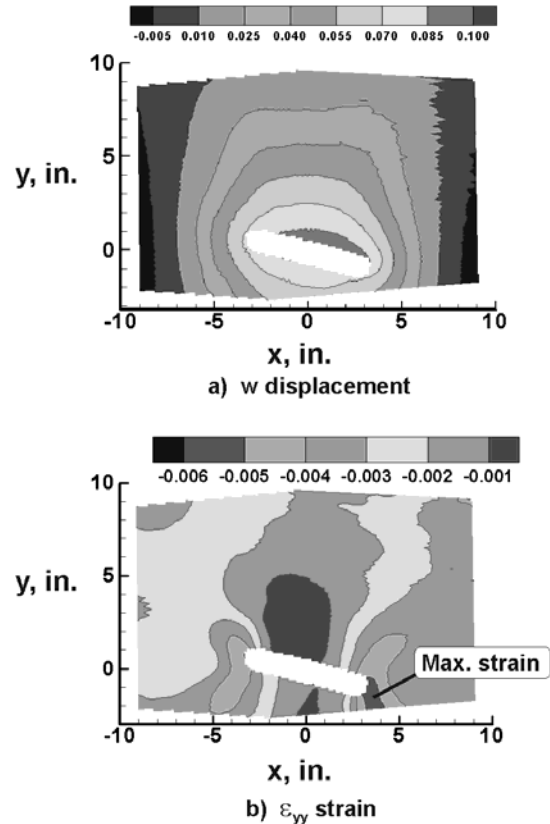 -0.005 0.010 0.025 0.040 0.055 0.070 0.085 0.100
10
5
0
y, in.
-10 -5 0 5 10
x, in.
a) w displacement
-0.006 -0.005 -0.004 -0.003 -0.002 -0.001
10
5
0
y, in.
Max. strain
-10 -5 0 5 10
x, in.
b) εyy strain